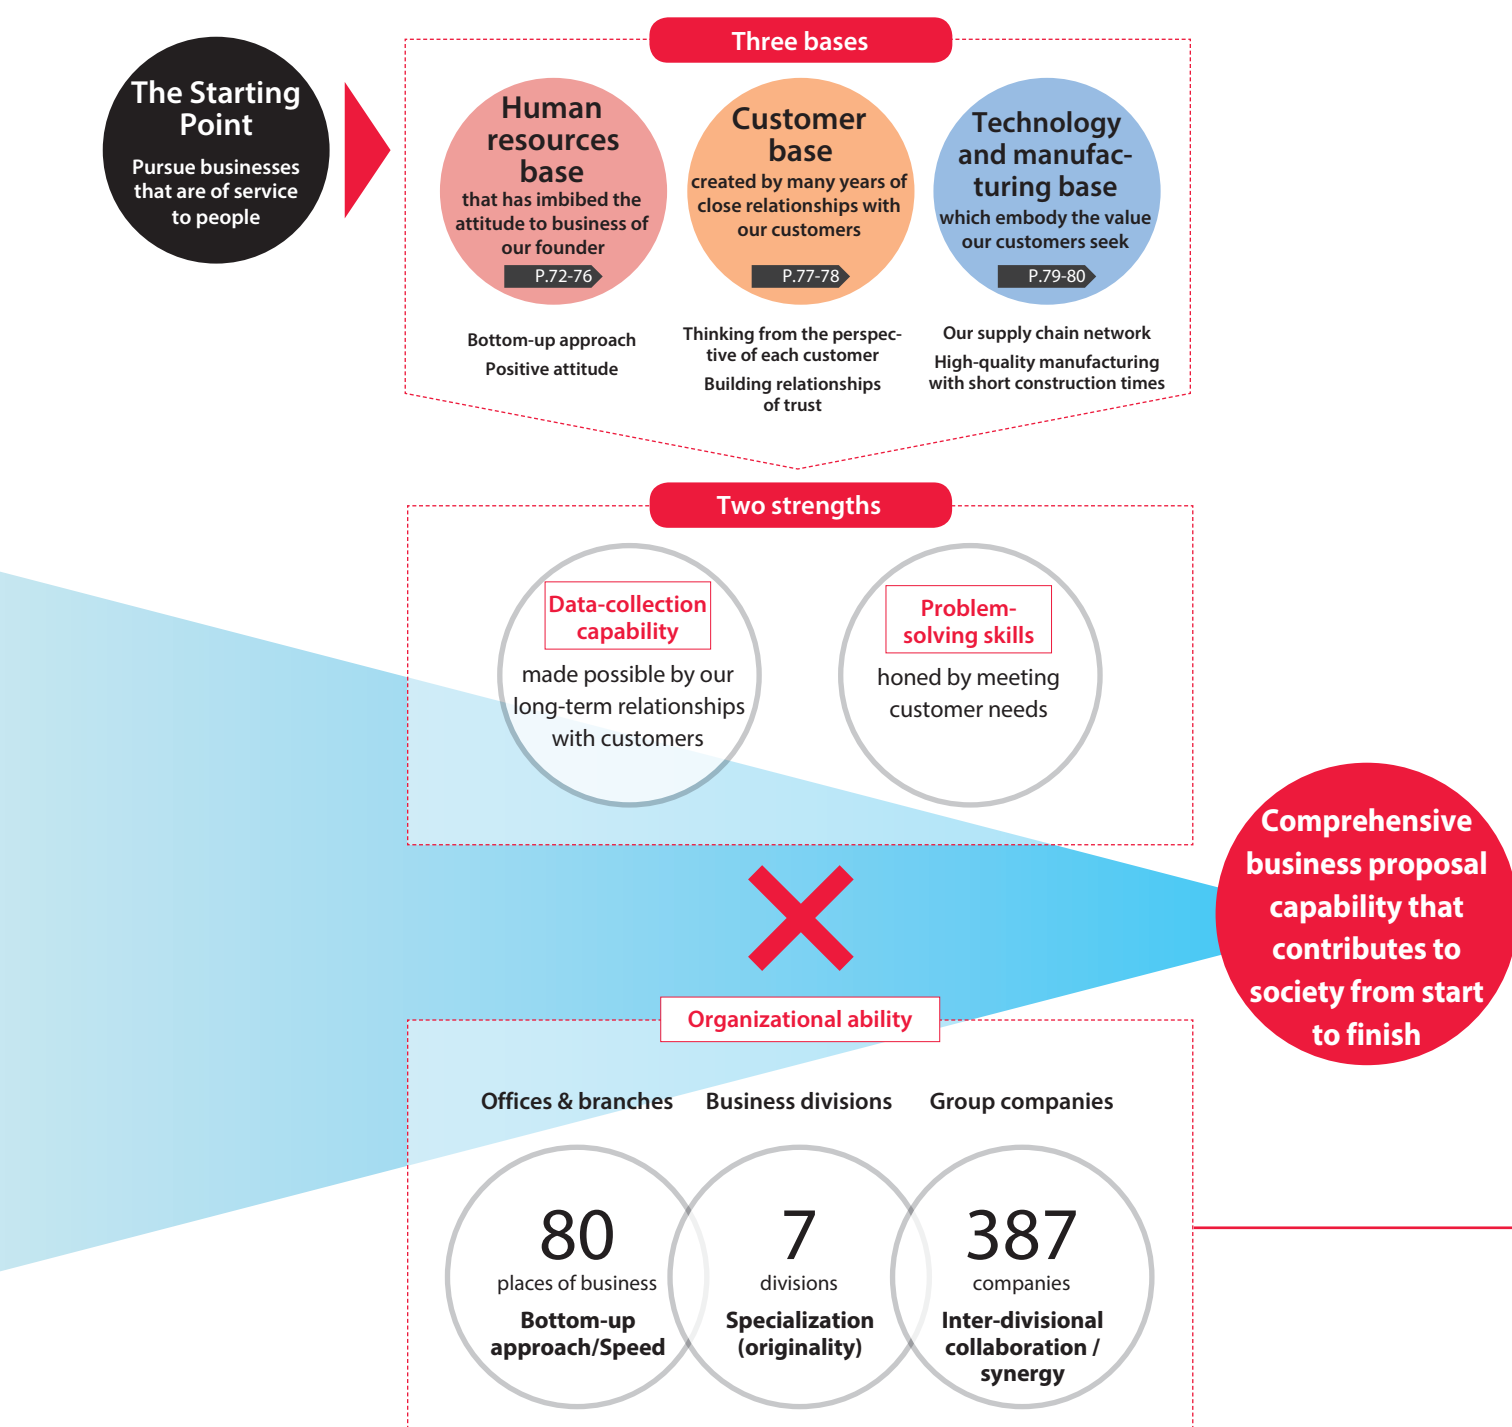 The Starting
Point
Pursue businesses
that are of service
to people
Three bases
Human
resources
base
that has imbibed the
attitude to business of
our founder
P.72-76
Bottom-up approach
Positive attitude
Customer
base
created by many years of
close relationships with
our customers
P.77-78
Thinking from the perspec-
tive of each customer
Building relationships
of trust
Technology
and manufac-
turing base
which embody the value
our customers seek
P.79-80
Our supply chain network
High-quality manufacturing
with short construction times
Two strengths
Data-collection
capability
made possible by our
long-term relationships
with customers
Problem-
solving skills
honed by meeting
customer needs
Comprehensive
business proposal
capability that
contributes to
society from start
to finish
Organizational ability
Offices & branches
80
places of business
Bottom-up
approach/Speed
Business divisions
7
divisions
Specialization
(originality)
Group companies
387
companies
Inter-divisional
collaboration /
synergy